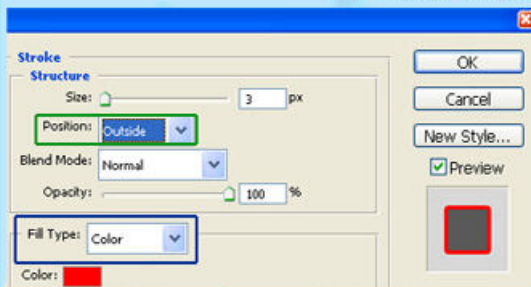 Stroke
Structure
Size: 3 px
Position: Outside
Blend Mode: Normal
Opacity: 100 %
Fill Type: Color
Color:
OK
Cancel
New Style...
Preview